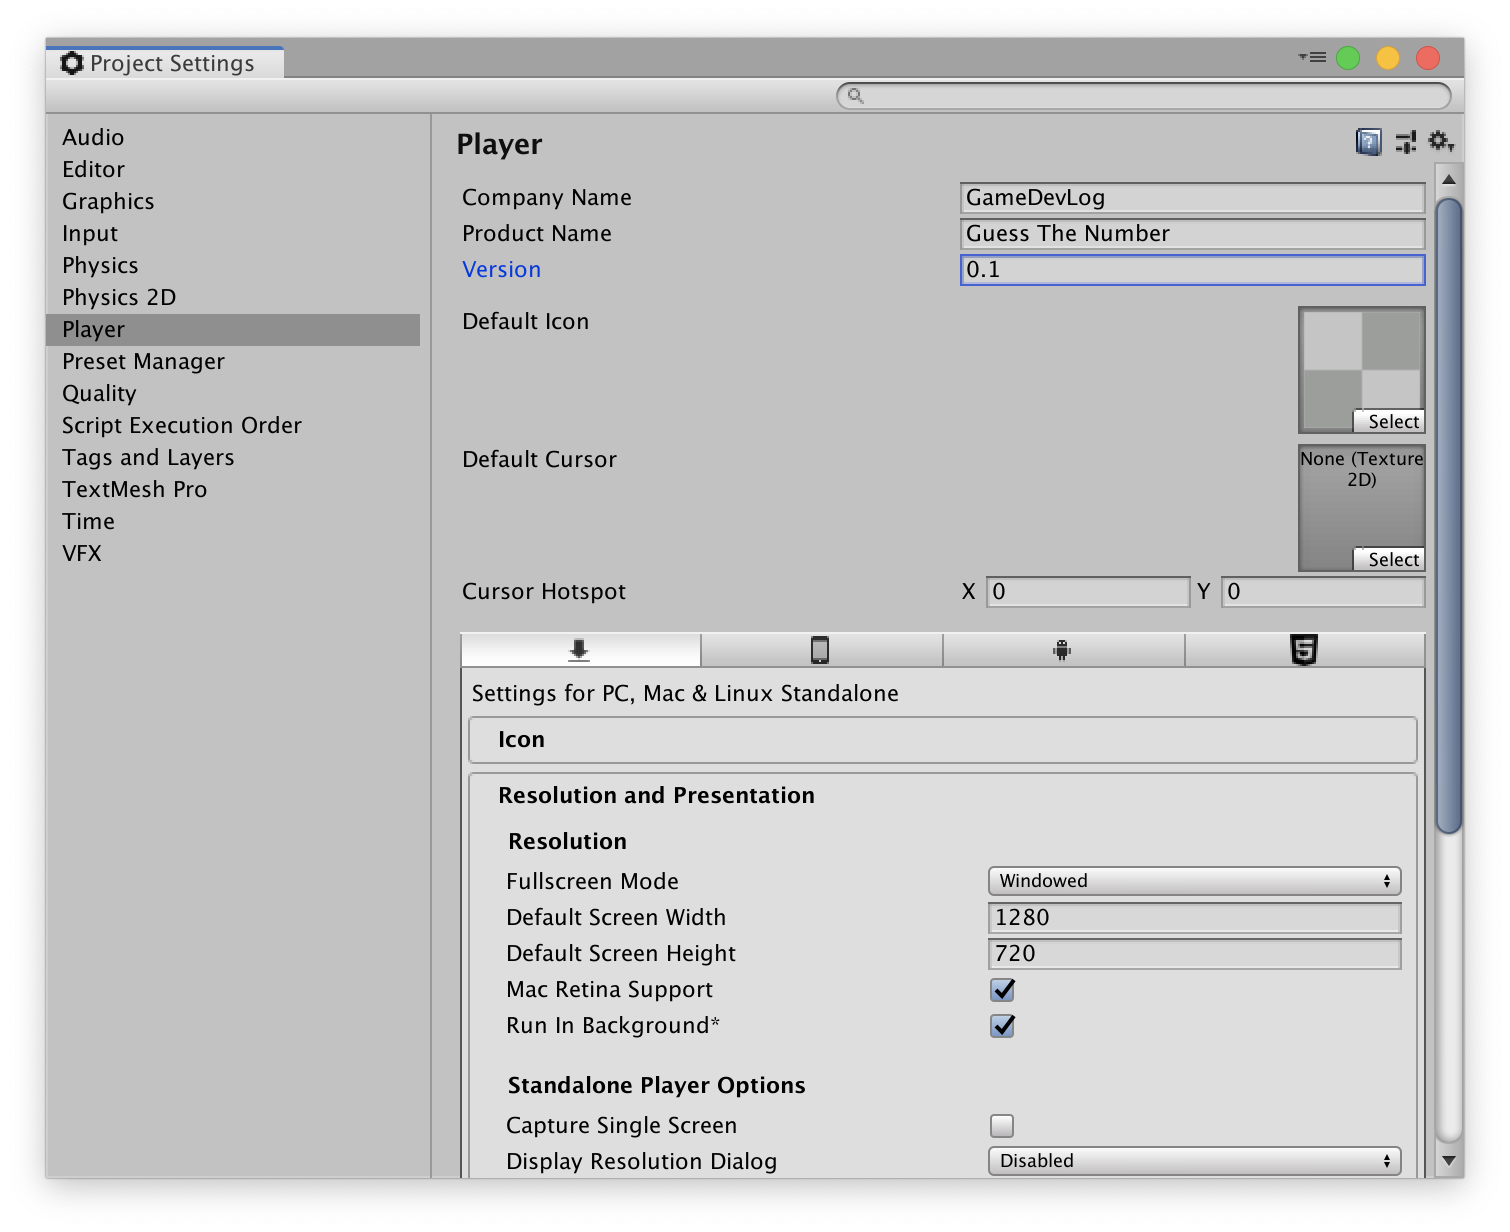 Project Settings
Audio
Editor
Graphics
Input
Physics
Physics 2D
Player
Preset Manager
Quality
Script Execution Order
Tags and Layers
TextMesh Pro
Time
VFX
Player
Company Name GameDevLog
Product Name Guess The Number
Version 0.1
Default Icon
Select
Default Cursor
None (Texture
2D)
Select
Cursor Hotspot X 0 Y 0
Settings for PC, Mac & Linux Standalone
Icon
Resolution and Presentation
Resolution
Fullscreen Mode Windowed
Default Screen Width 1280
Default Screen Height 720
Mac Retina Support
Run In Background*
Standalone Player Options
Capture Single Screen
Display Resolution Dialog Disabled